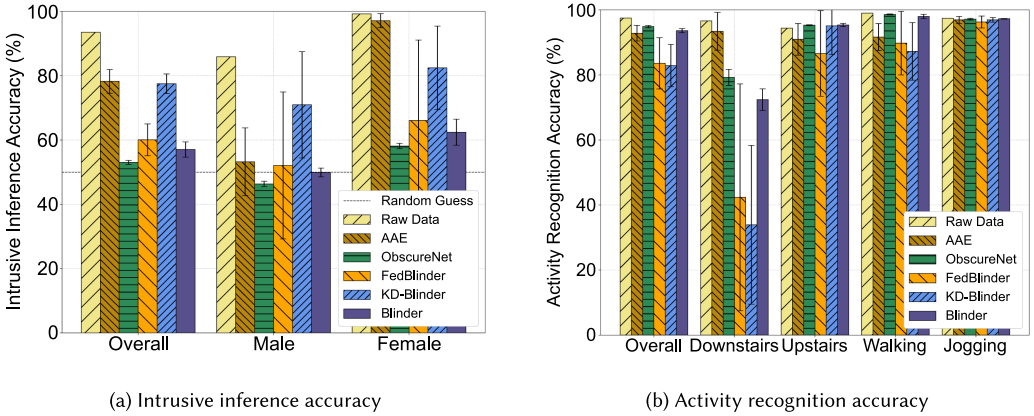 Intrusive Inference Accuracy (%)
100
80
60
40
20
0
Random Guess
Raw Data
AAE
ObscureNet
FedBlinder
KD-Blinder
Blinder
Overall Male Female
(a) Intrusive inference accuracy
Activity Recognition Accuracy (%)
100
80
60
40
20
0
Raw Data
AAE
ObscureNet
FedBlinder
KD-Blinder
Blinder
Overall Downstairs Upstairs Walking Jogging
(b) Activity recognition accuracy